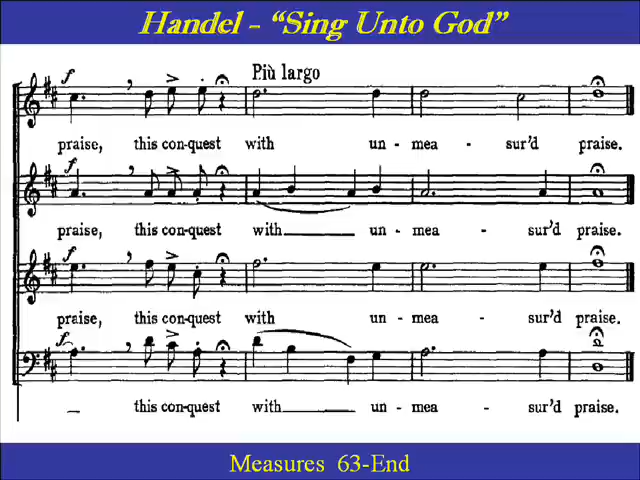 Handel - “Sing Unto God”
Più largo
f
praise, this con-quest with un - mea - sur'd praise.
f
praise, this con-quest with un - mea - sur'd praise.
f
praise, this con-quest with un - mea - sur'd praise.
f
this con-quest with un - mea - sur'd praise.
Measures 63-End